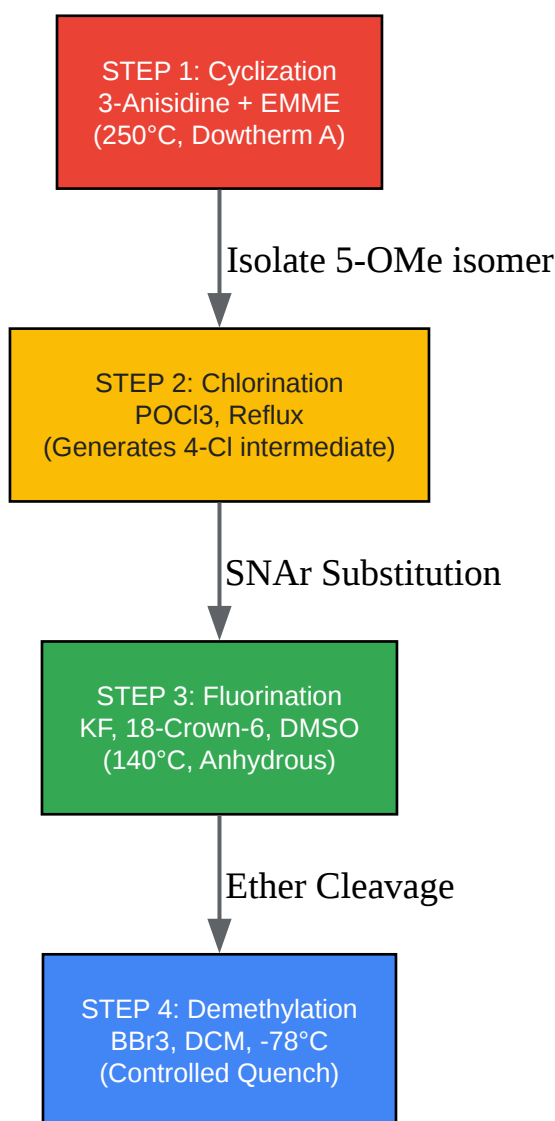 STEP 1: Cyclization
3-Anisidine + EMME
(250°C, Dowtherm A)
Isolate 5-OMe isomer
STEP 2: Chlorination
POCl3, Reflux
(Generates 4-Cl intermediate)
SNAr Substitution
STEP 3: Fluorination
KF, 18-Crown-6, DMSO
(140°C, Anhydrous)
Ether Cleavage
STEP 4: Demethylation
BBr3, DCM, -78°C
(Controlled Quench)